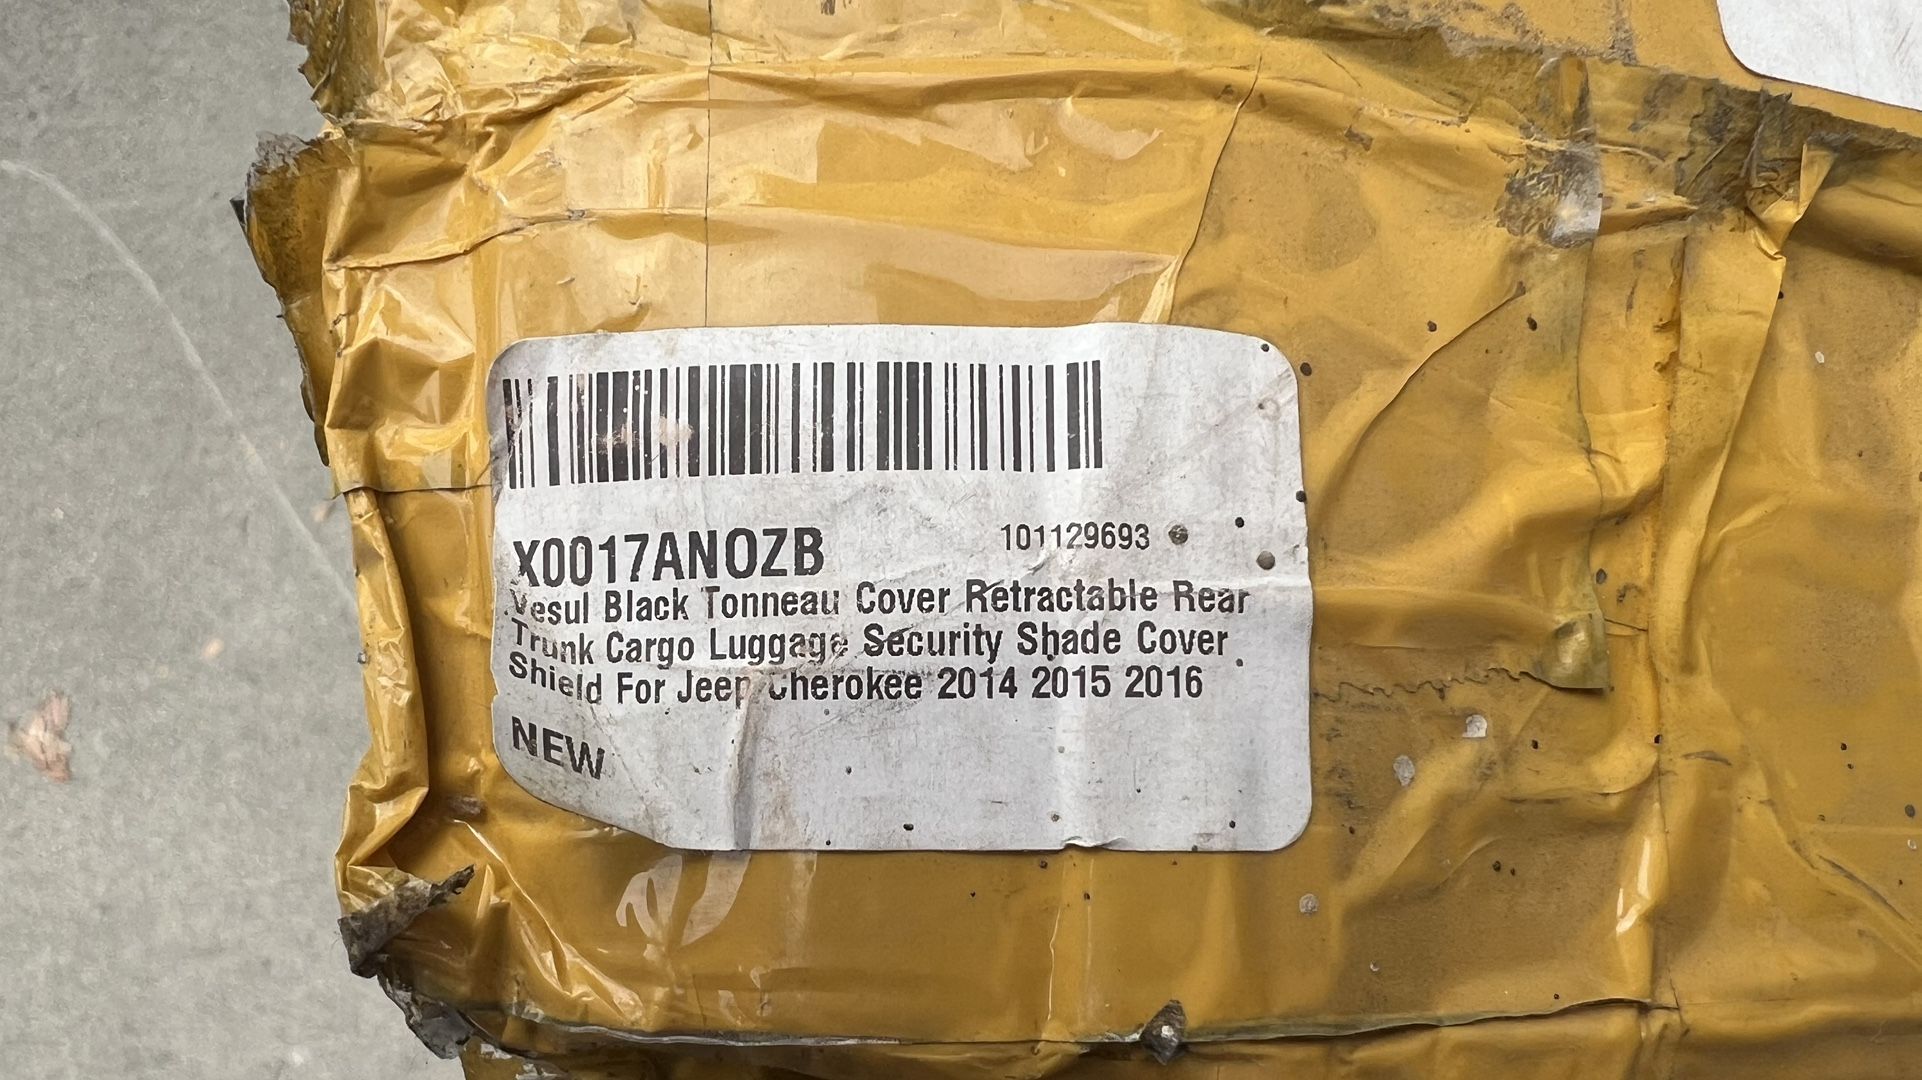 X0017ANOZB 101129693
Vesul Black Tonneau Cover Retractable Rear
Trunk Cargo Luggage Security Shade Cover
Shield For Jeep Cherokee 2014 2015 2016
NEW